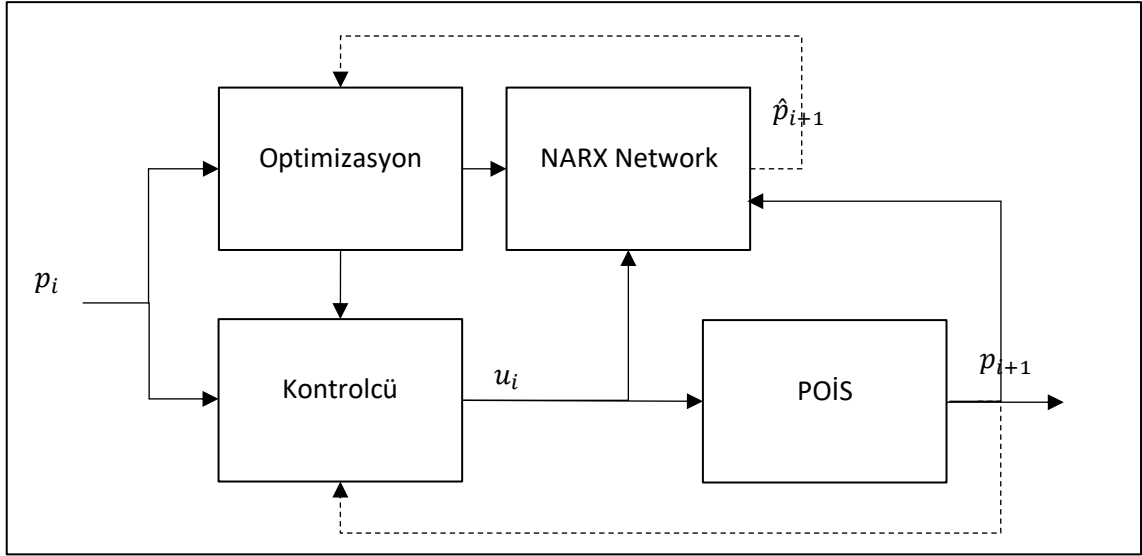 Optimizasyon
NARX Network
p̂ᵢ₊₁
pᵢ
Kontrolcü
uᵢ
POİS
pᵢ₊₁